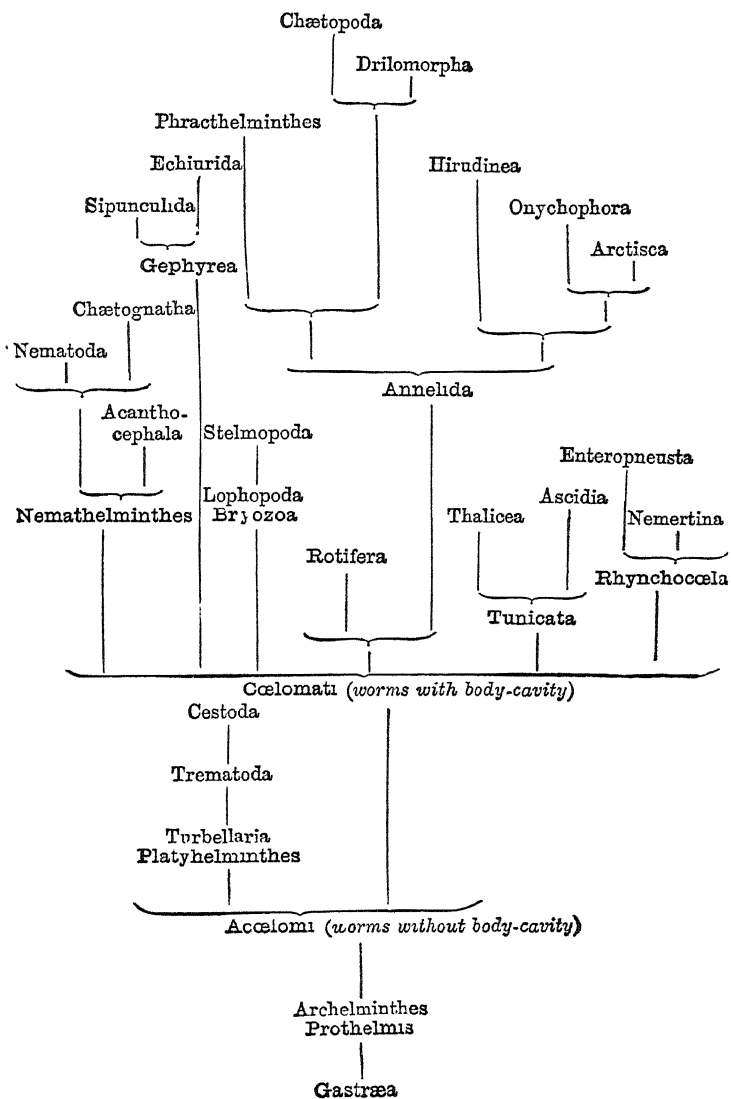 Chætopoda
Drilomorpha
Phracthelminthes
Echiurida
Hirudinea
Sipunculida
Onychophora
Gephyrea
Arctisca
Chætognatha
Nematoda
Annelida
Acantho-
cephala
Stelmopoda
Enteropneusta
Lophopoda
Ascidia
Nemathelminthes
Bryozoa
Thalicea
Nemertina
Rotifera
Rhynchocœla
Tunicata
Cœlomati (worms with body-cavity)
Cestoda
Trematoda
Turbellaria
Platyhelminthes
Acœlomi (worms without body-cavity)
Archelminthes
Prothelmis
Gastræa